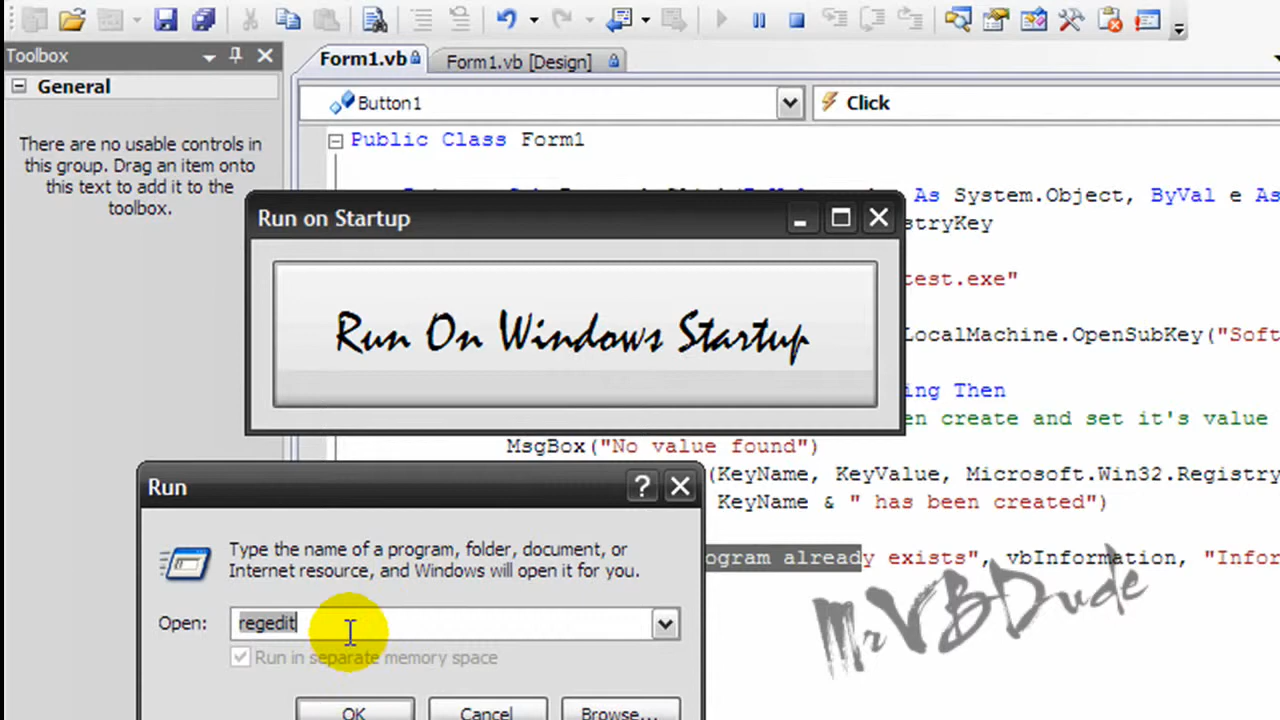 Toolbox
Form1.vb
Form1.vb [Design]
General
Button1
Click
There are no usable controls in
this group. Drag an item onto
this text to add it to the
toolbox.
Public Class Form1
As System.Object, ByVal e As
stryKey
test.exe"
LocalMachine.OpenSubKey("Soft
ing Then
en create and set it's value
MsgBox("No value found")
(KeyName, KeyValue, Microsoft.Win32.Registry
KeyName & " has been created")
ogram already exists", vbInformation, "Infor
Run on Startup
Run On Windows Startup
Run
Type the name of a program, folder, document, or
Internet resource, and Windows will open it for you.
Open:
regedit
Run in separate memory space
OK
Cancel
Browse...
MrVBDude